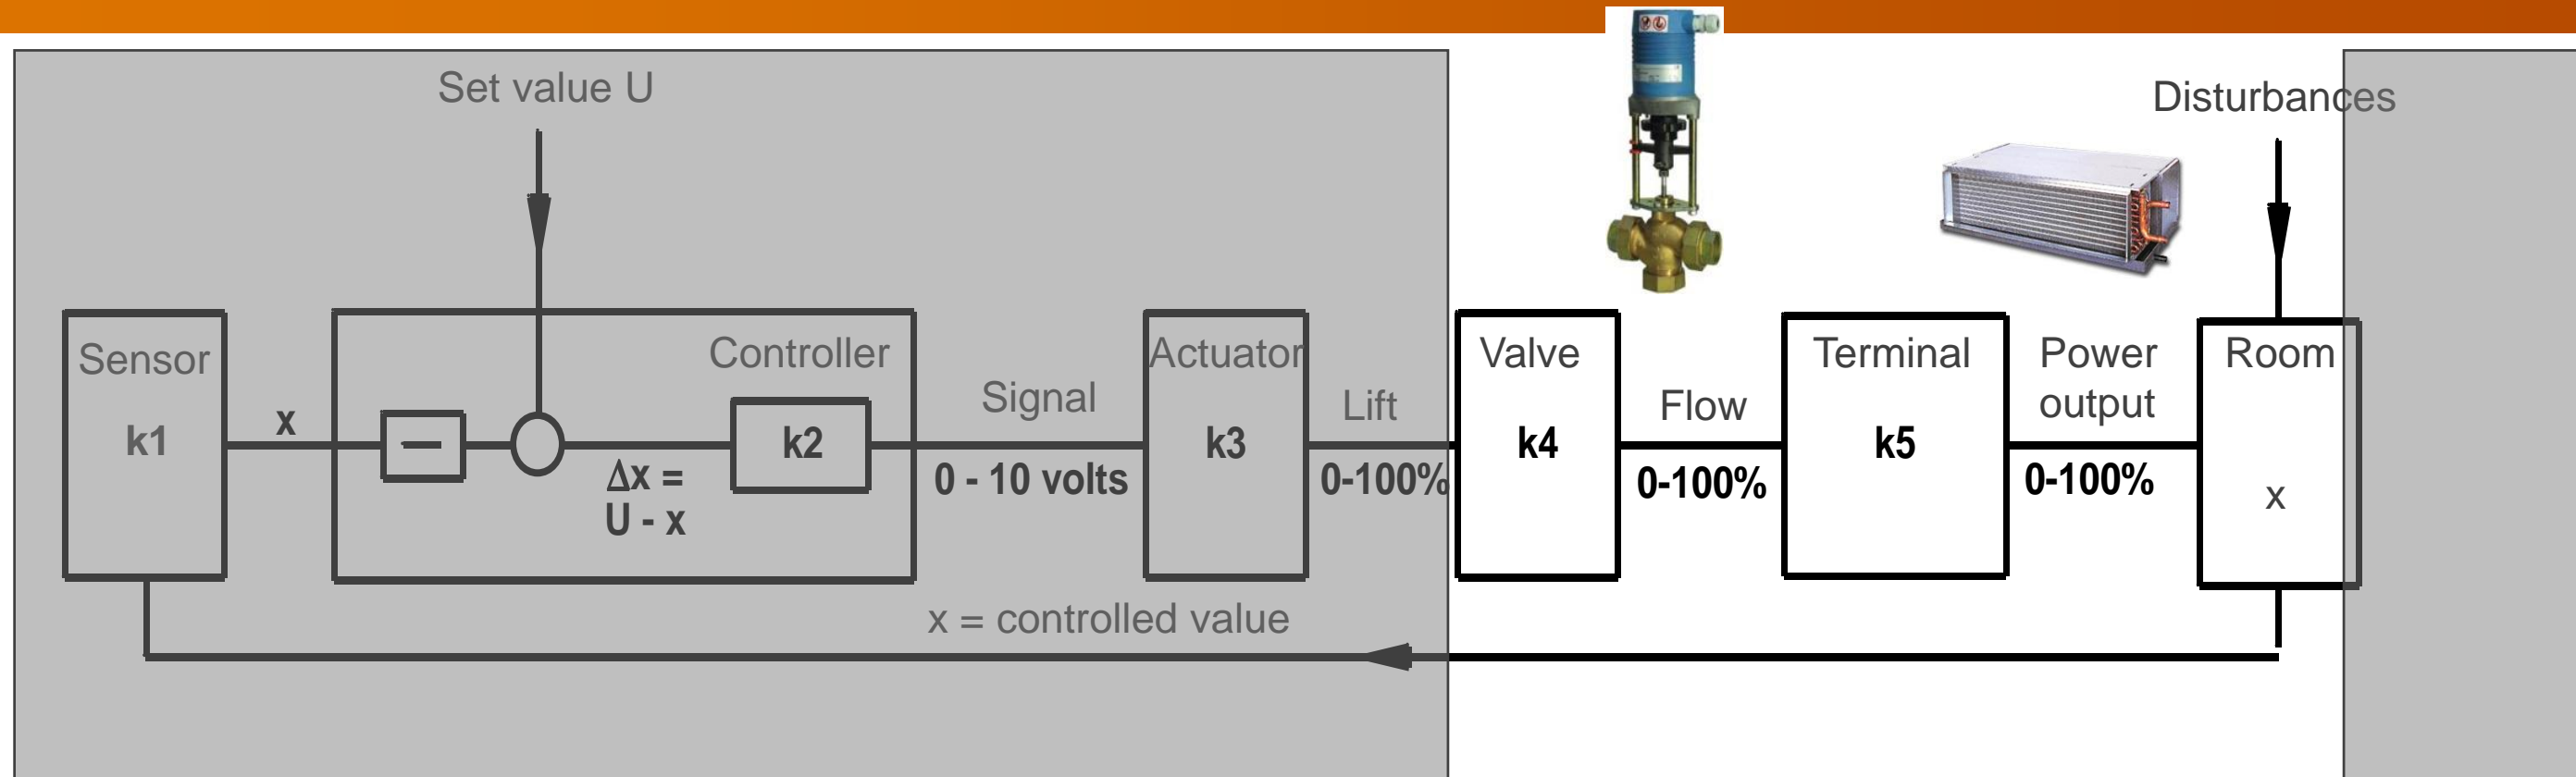 Set value U
Disturbances
Sensor
k1
x
—
Δx =
U - x
Controller
k2
Signal
0 - 10 volts
Actuator
k3
Lift
0-100%
Valve
k4
Flow
0-100%
Terminal
k5
Power
output
0-100%
Room
x
x = controlled value